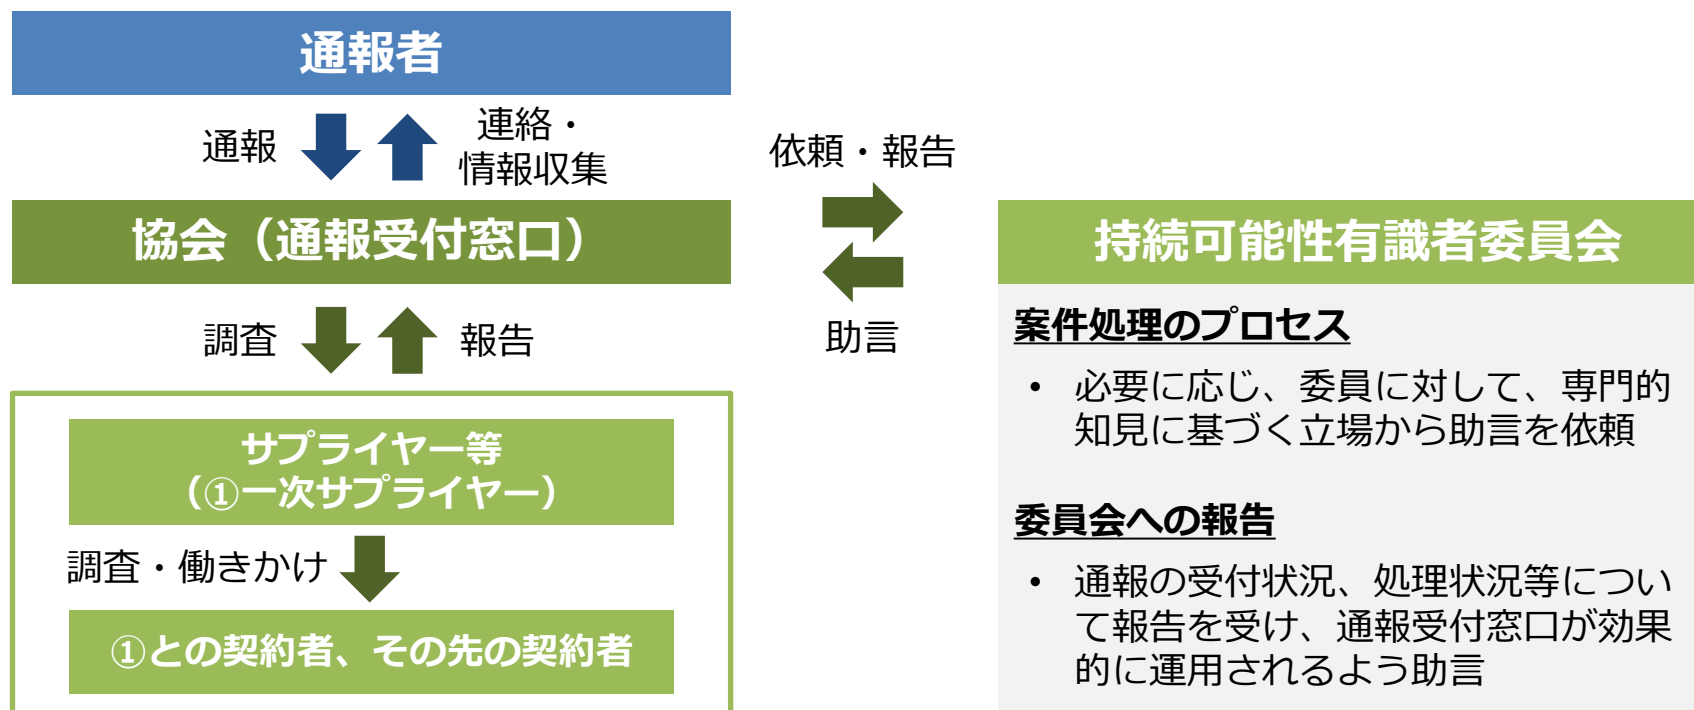 通報者
通報
連絡・
情報収集
協会（通報受付窓口）
調査
報告
サプライヤー等
（①一次サプライヤー）
調査・働きかけ
①との契約者、その先の契約者
依頼・報告
助言
持続可能性有識者委員会
案件処理のプロセス
• 必要に応じ、委員に対して、専門的
知見に基づく立場から助言を依頼
委員会への報告
• 通報の受付状況、処理状況等につい
て報告を受け、通報受付窓口が効果
的に運用されるよう助言